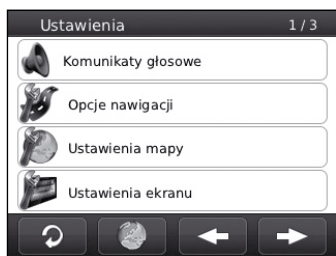 Ustawienia 1 / 3
Komunikaty głosowe
Opcje nawigacji
Ustawienia mapy
Ustawienia ekranu